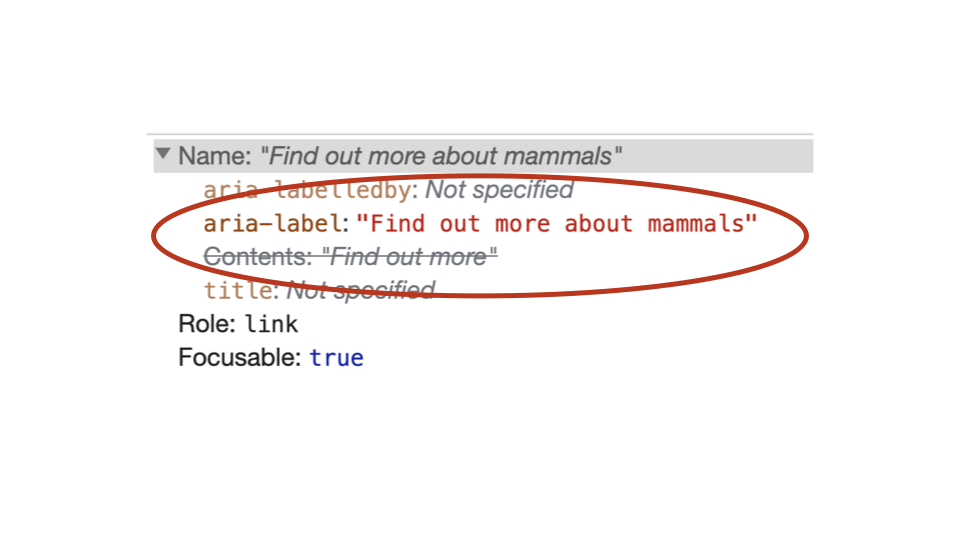 Name: "Find out more about mammals"
aria-labelledby: Not specified
aria-label: "Find out more about mammals"
Contents: "Find out more"
title: Not specified
Role: link
Focusable: true